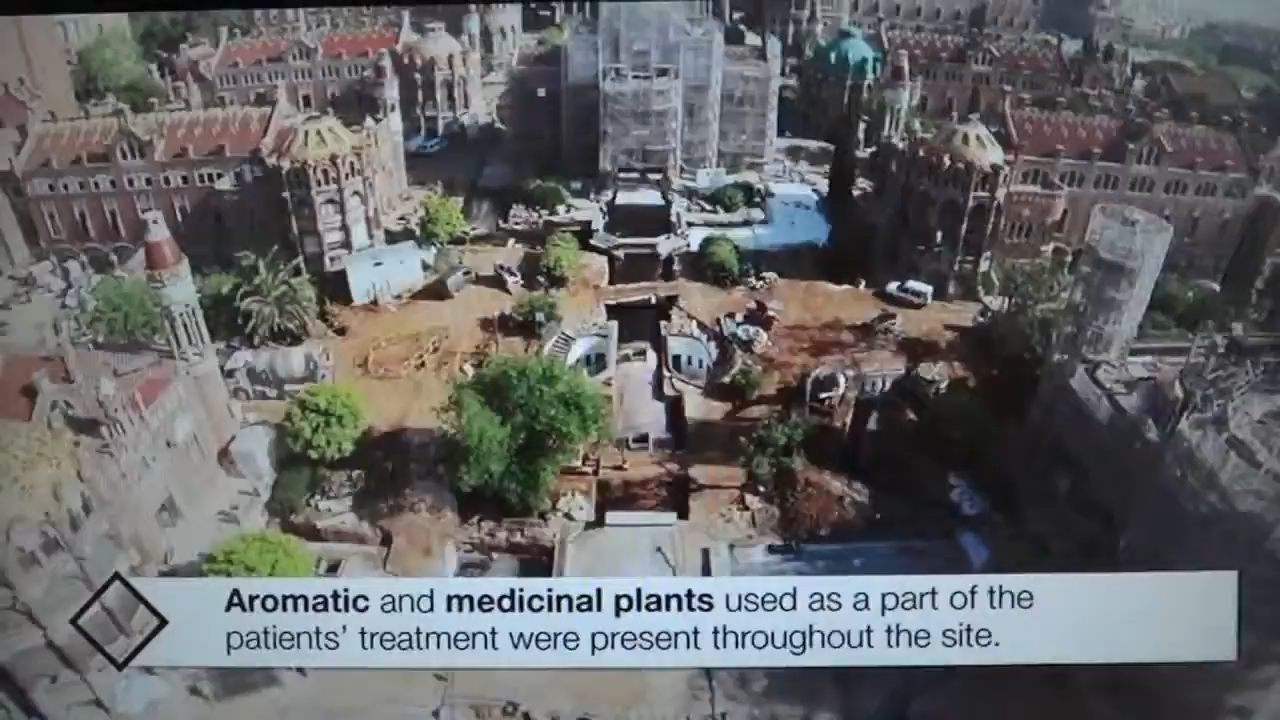 Aromatic and medicinal plants used as a part of the
patients' treatment were present throughout the site.